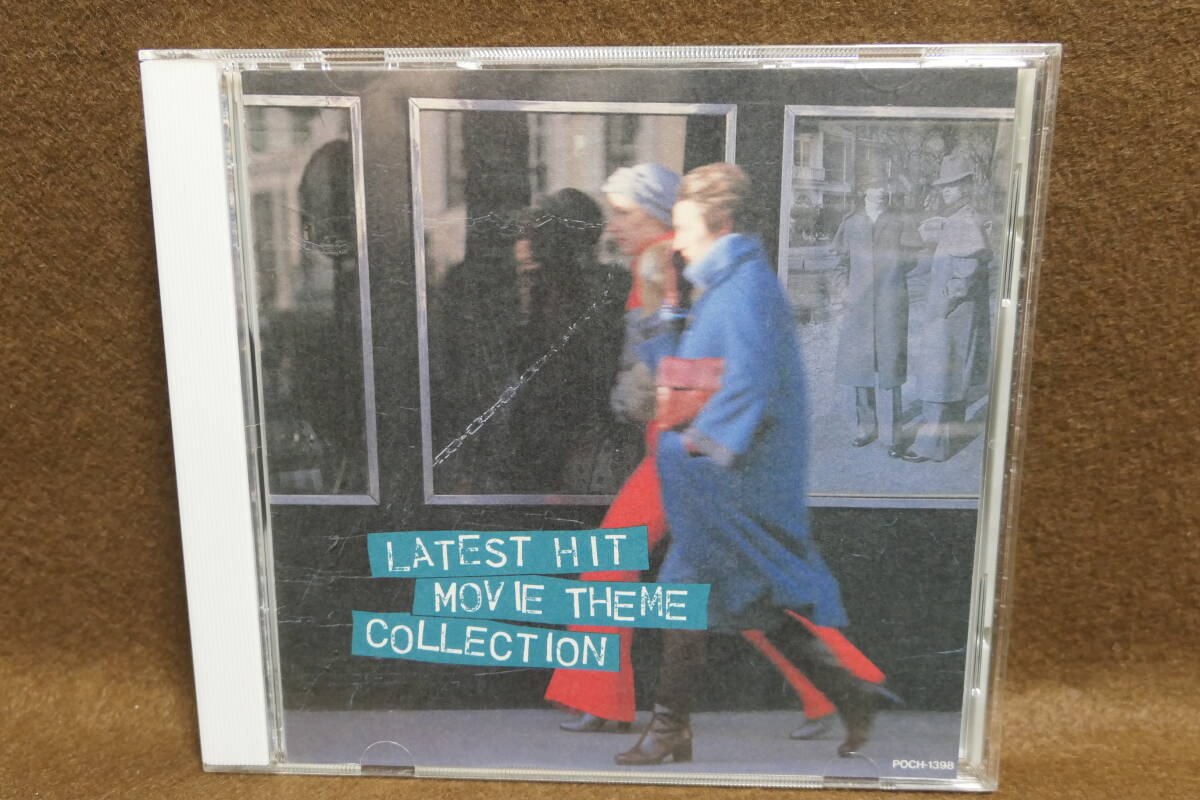 LATEST HIT
MOVIE THEME
COLLECTION
POCH-1398